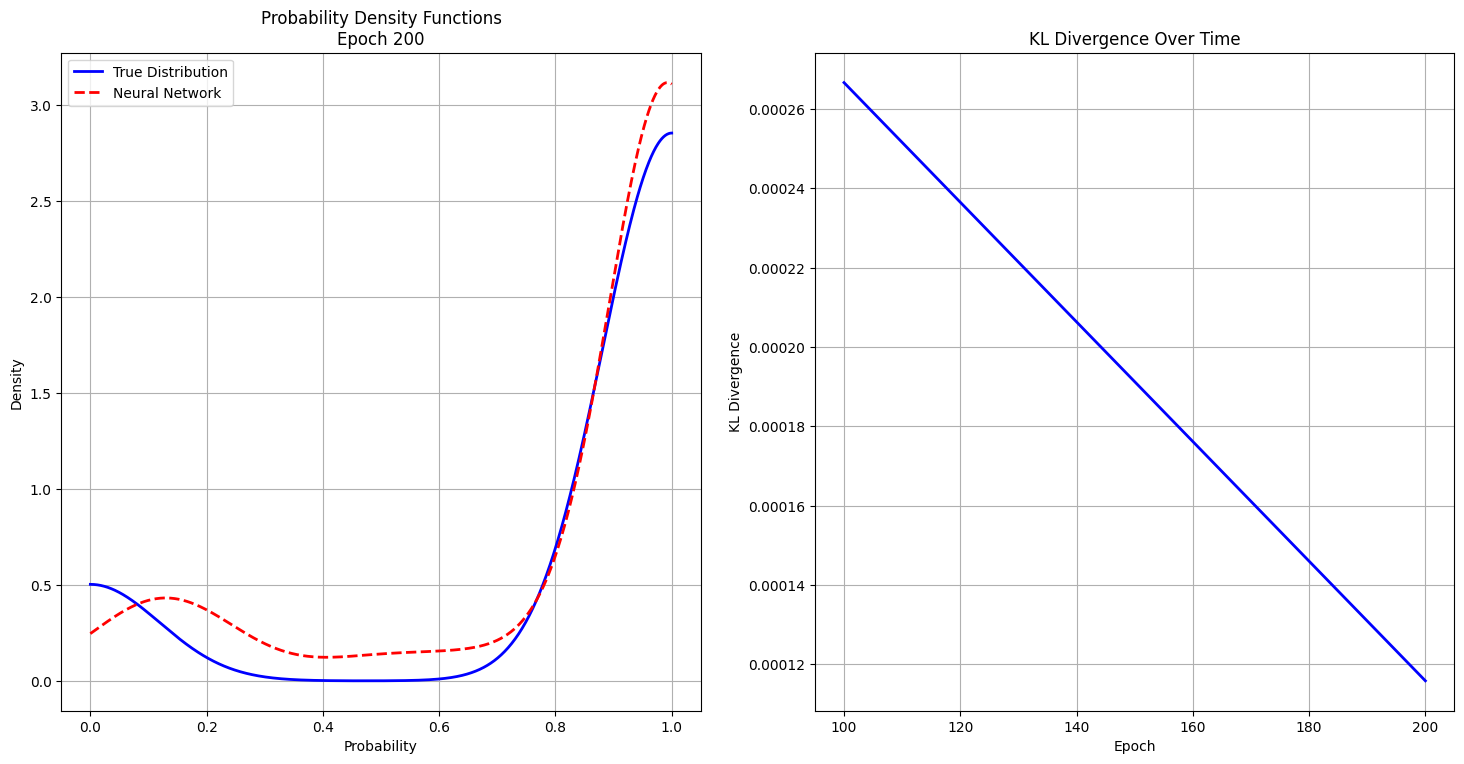 Probability Density Functions
Epoch 200
True Distribution
Neural Network
3.0
2.5
2.0
1.5
1.0
0.5
0.0
Density
0.0 0.2 0.4 0.6 0.8 1.0
Probability
KL Divergence Over Time
0.00026
0.00024
0.00022
0.00020
0.00018
0.00016
0.00014
0.00012
KL Divergence
100 120 140 160 180 200
Epoch